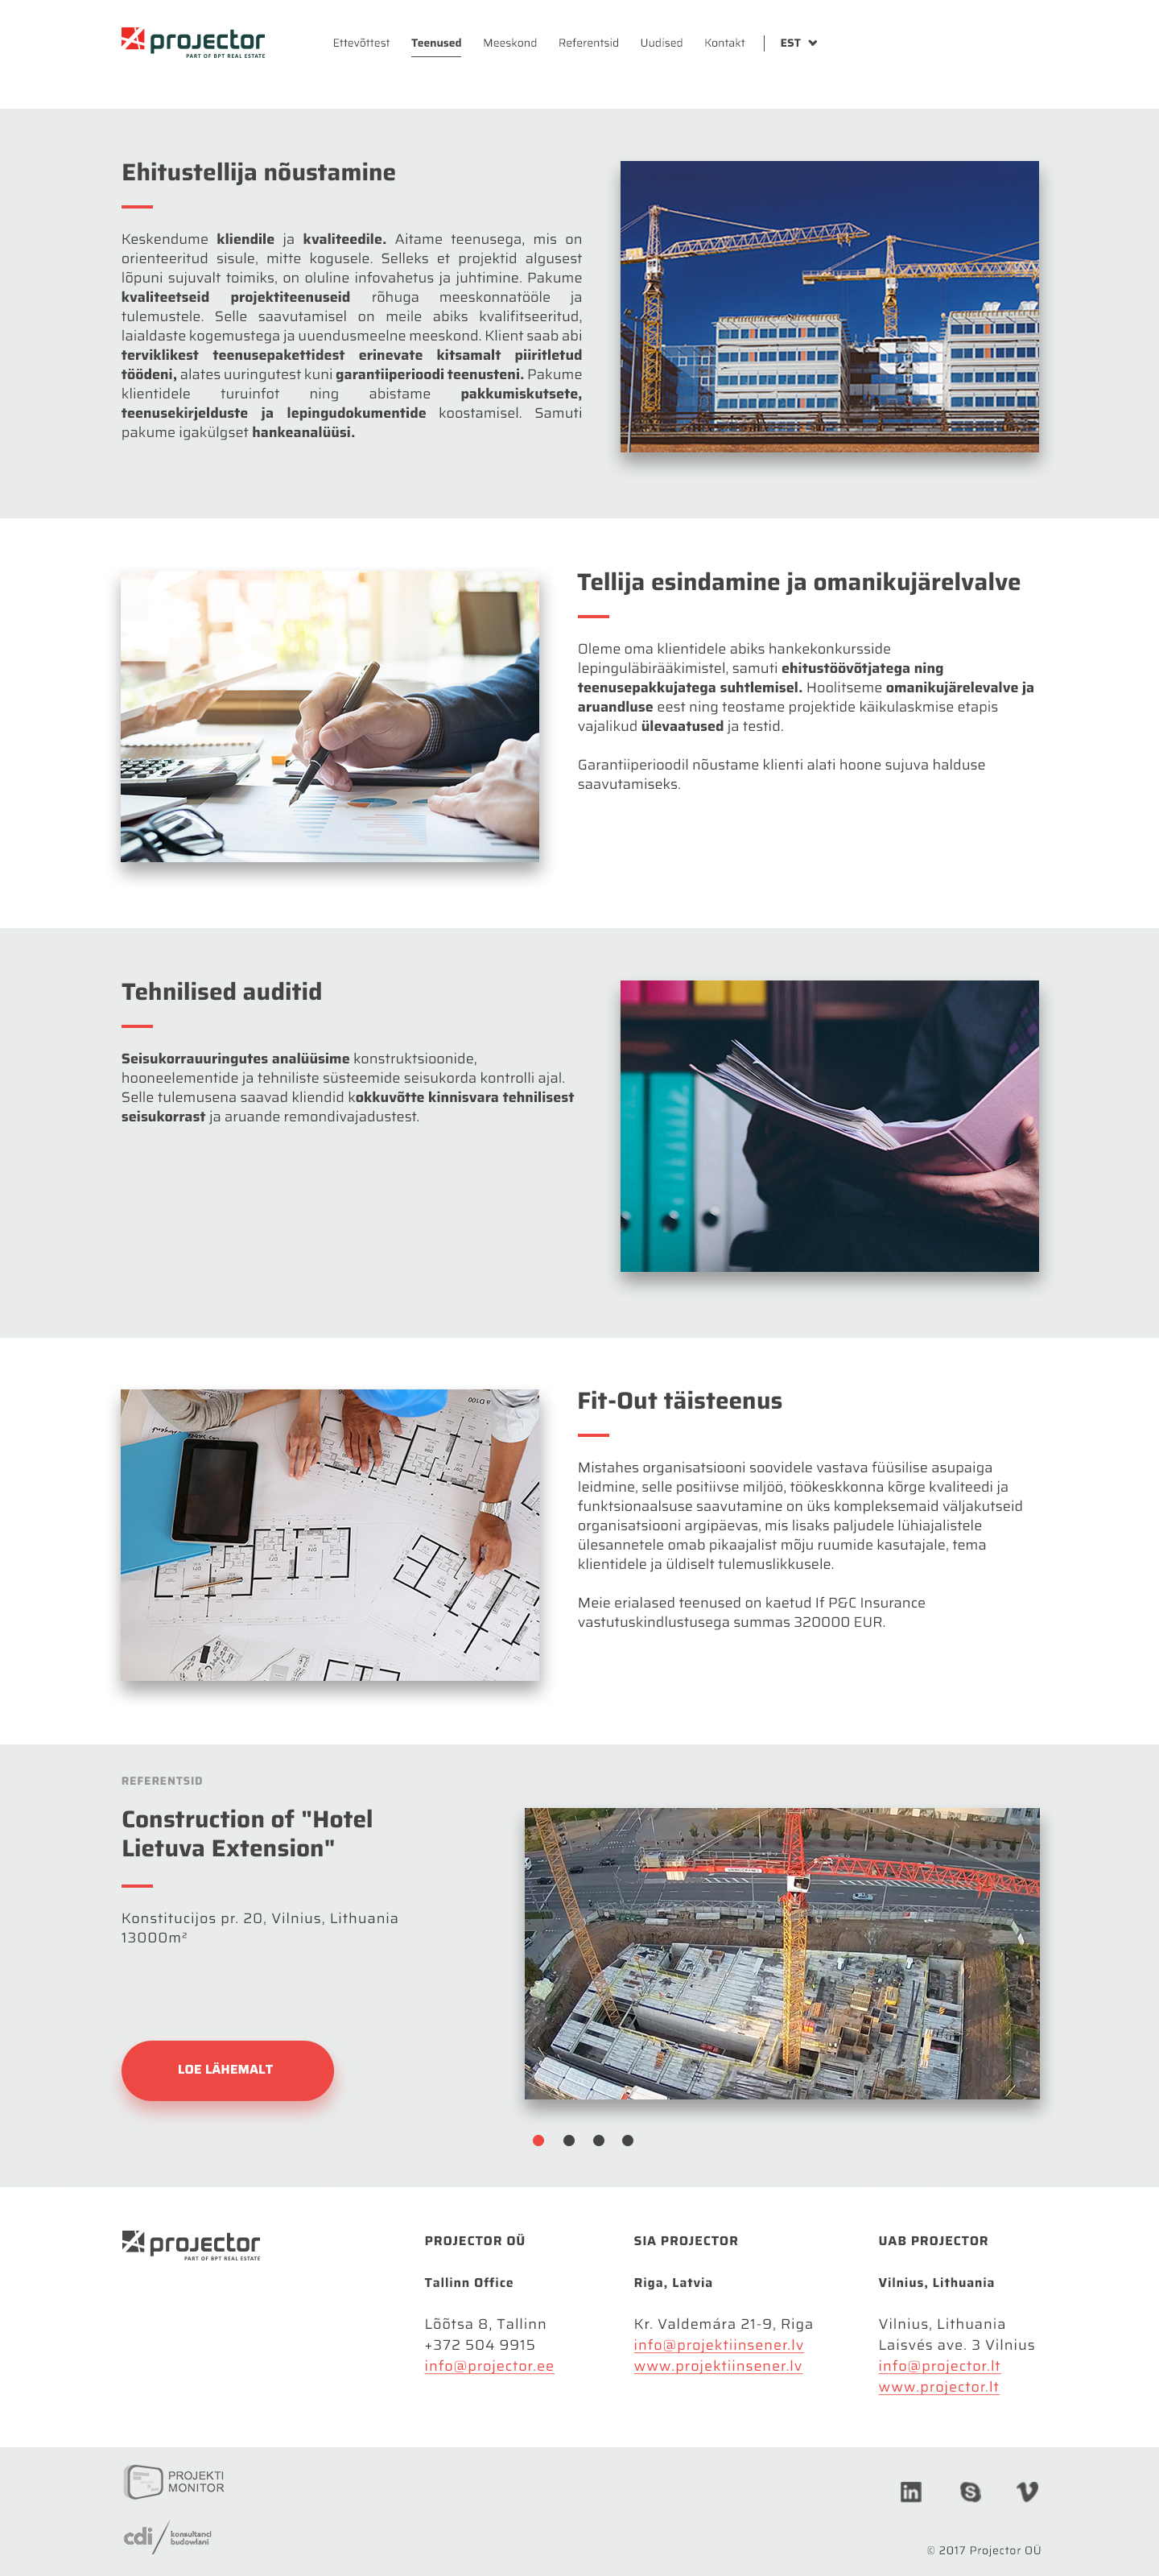 projector
PART OF BPT REAL ESTATE
Ettevõttest Teenused Meeskond Referentsid Uudised Kontakt EST
Ehitustellija nõustamine
Keskendume kliendile ja kvaliteedile. Aitame teenusega, mis on
orienteeritud sisule, mitte kogusele. Selleks et projektid algusest
lõpuni sujuvalt toimiks, on oluline infovahetus ja juhtimine. Pakume
kvaliteetseid projektiteenuseid rõhuga meeskonnatööle ja
tulemustele. Selle saavutamisel on meile abiks kvalifitseeritud,
laialdaste kogemustega ja uuendusmeelne meeskond. Klient saab abi
terviklikest teenusepakettidest erinevate kitsamalt piiritletud
töödeni, alates uuringutest kuni garantiiperioodi teenusteni. Pakume
klientidele turuinfot ning abistame pakkumiskutsete,
teenusekirjelduste ja lepingudokumentide koostamisel. Samuti
pakume igakülgset hankeanalüüsi.
Tellija esindamine ja omanikujärelvalve
Oleme oma klientidele abiks hankekonkursside
lepinguläbirääkimistel, samuti ehitustöövõtjatega ning
teenusepakkujatega suhtlemisel. Hoolitseme omanikujärelevalve ja
aruandluse eest ning teostame projektide käikulaskmise etapis
vajalikud ülevaatused ja testid.
Garantiiperioodil nõustame klienti alati hoone sujuva halduse
saavutamiseks.
Tehnilised auditid
Seisukorrauuringutes analüüsime konstruktsioonide,
hooneelementide ja tehniliste süsteemide seisukorda kontrolli ajal.
Selle tulemusena saavad kliendid kokkuvõtte kinnisvara tehnilisest
seisukorrast ja aruande remondivajadustest.
Fit-Out täisteenus
Mistahes organisatsiooni soovidele vastava füüsilise asupaiga
leidmine, selle positiivse miljöö, töökeskkonna kõrge kvaliteedi ja
funktsionaalsuse saavutamine on üks kompleksemaid väljakutseid
organisatsiooni argipäevas, mis lisaks paljudele lühiajalistele
ülesannetele omab pikaajalist mõju ruumide kasutajale, tema
klientidele ja üldiselt tulemuslikkusele.
Meie erialased teenused on kaetud If P&C Insurance
vastutuskindlustusega summas 320000 EUR.
REFERENTSID
Construction of "Hotel
Lietuva Extension"
Konstitucijos pr. 20, Vilnius, Lithuania
13000m²
LOE LÄHEMALT
projector
PART OF BPT REAL ESTATE
PROJECTOR OÜ
Tallinn Office
Lõõtsa 8, Tallinn
+372 504 9915
info@projector.ee
SIA PROJECTOR
Riga, Latvia
Kr. Valdemára 21-9, Riga
info@projektiinsener.lv
www.projektiinsener.lv
UAB PROJECTOR
Vilnius, Lithuania
Vilnius, Lithuania
Laisvés ave. 3 Vilnius
info@projector.lt
www.projector.lt
PROJEKTI
MONITOR
cdi konsultanci
budowlani
© 2017 Projector OÜ